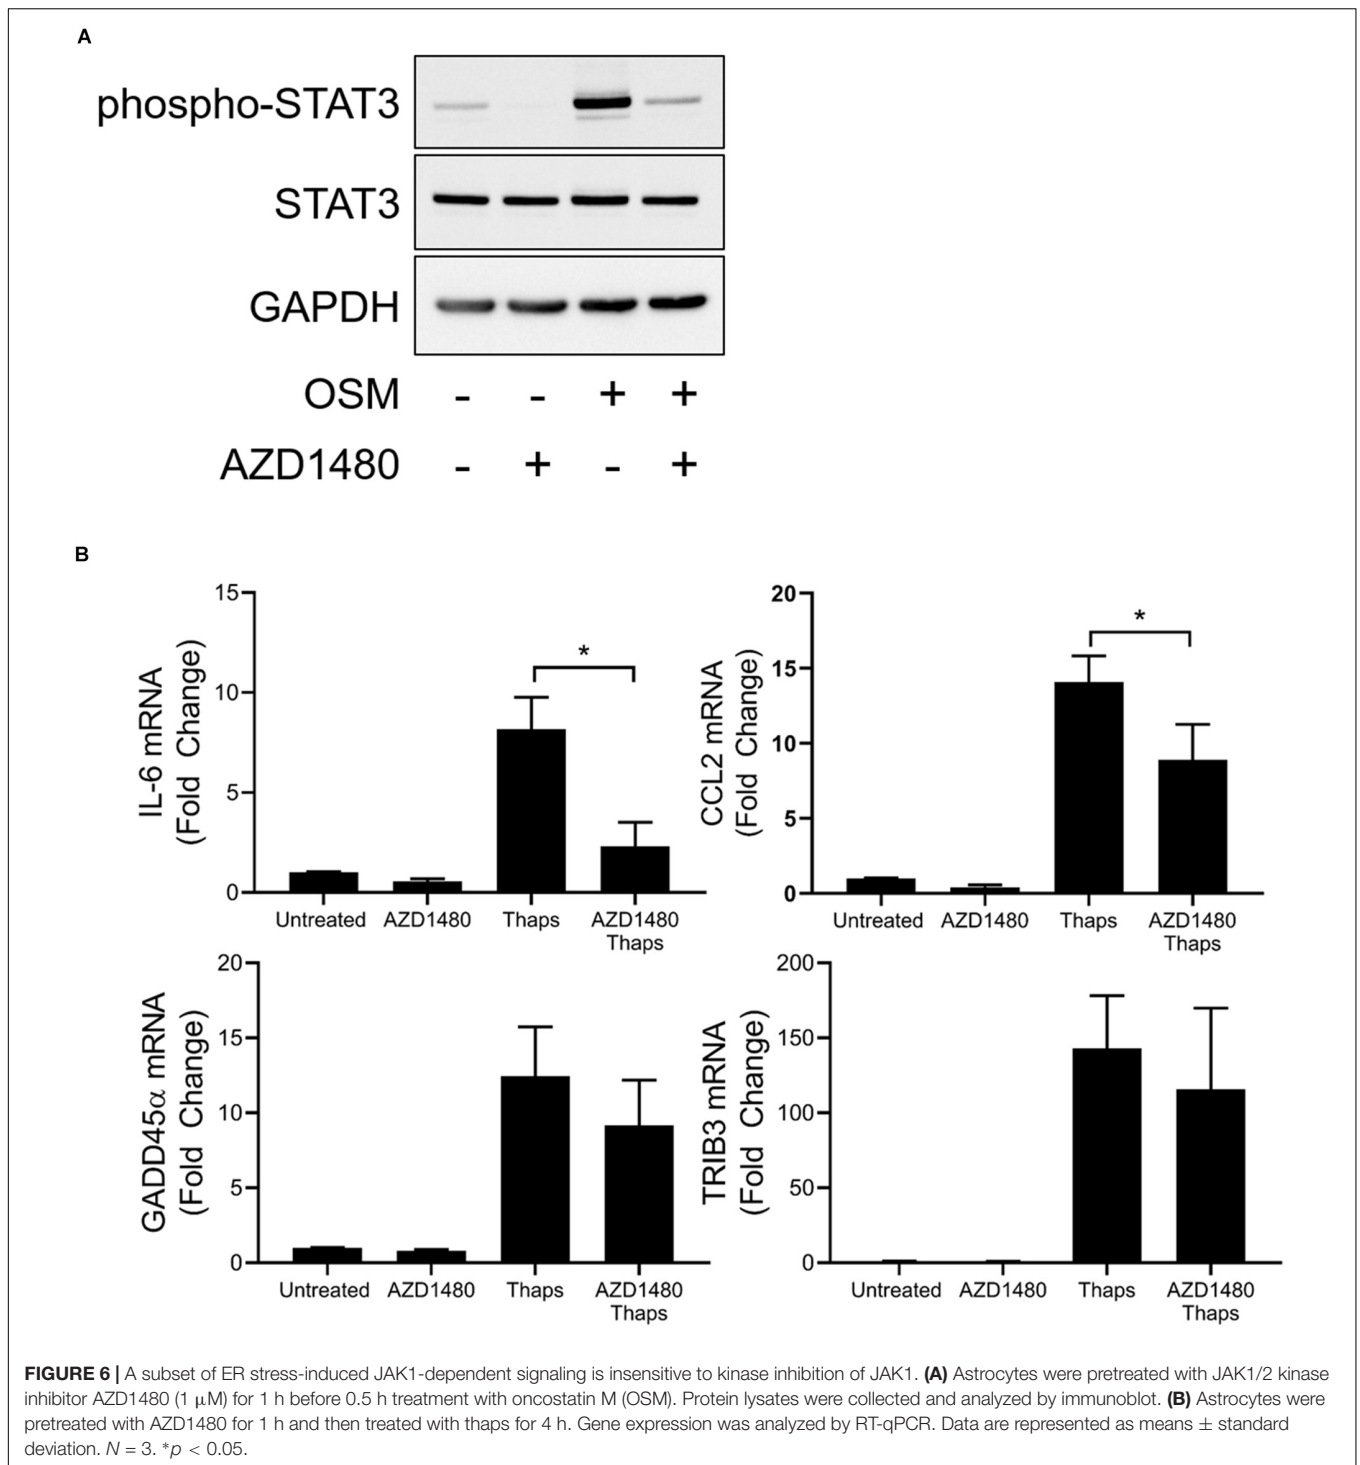 A
phospho-STAT3
STAT3
GAPDH
OSM - - + +
AZD1480 - + - +
B
IL-6 mRNA
(Fold Change)
15
10
5
0
*
Untreated AZD1480 Thaps AZD1480
Thaps
CCL2 mRNA
(Fold Change)
20
15
10
5
0
*
Untreated AZD1480 Thaps AZD1480
Thaps
GADD45α mRNA
(Fold Change)
20
15
10
5
0
Untreated AZD1480 Thaps AZD1480
Thaps
TRIB3 mRNA
(Fold Change)
200
150
100
50
0
Untreated AZD1480 Thaps AZD1480
Thaps
FIGURE 6 | A subset of ER stress-induced JAK1-dependent signaling is insensitive to kinase inhibition of JAK1. (A) Astrocytes were pretreated with JAK1/2 kinase
inhibitor AZD1480 (1 μM) for 1 h before 0.5 h treatment with oncostatin M (OSM). Protein lysates were collected and analyzed by immunoblot. (B) Astrocytes were
pretreated with AZD1480 for 1 h and then treated with thaps for 4 h. Gene expression was analyzed by RT-qPCR. Data are represented as means ± standard
deviation. N = 3. *p < 0.05.